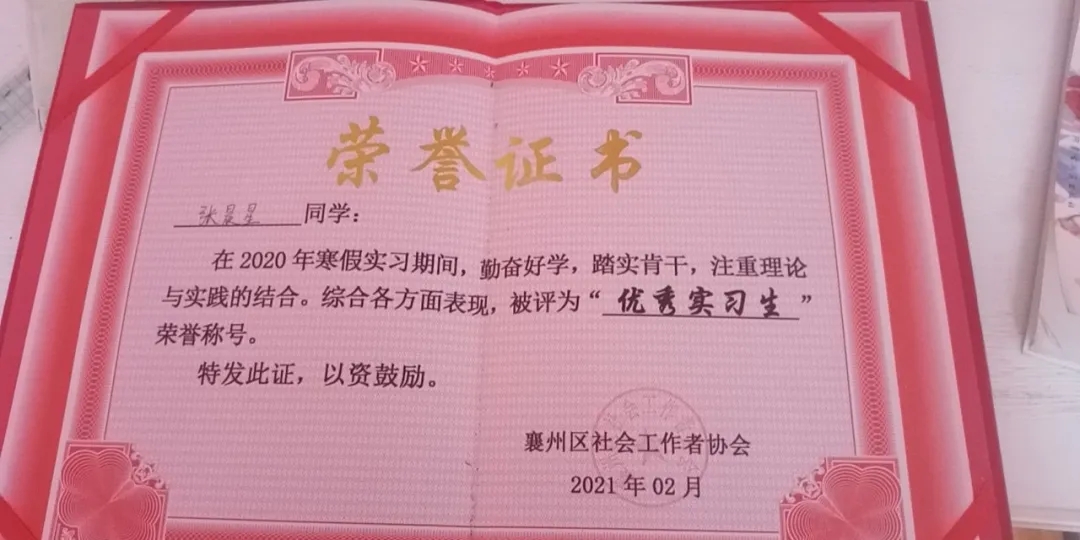 荣誉证书
张晨星 同学：
在2020年寒假实习期间，勤奋好学，踏实肯干，注重理论
与实践的结合。综合各方面表现，被评为“优秀实习生”
荣誉称号。
特发此证，以资鼓励。
襄州区社会工作者协会
2021年02月